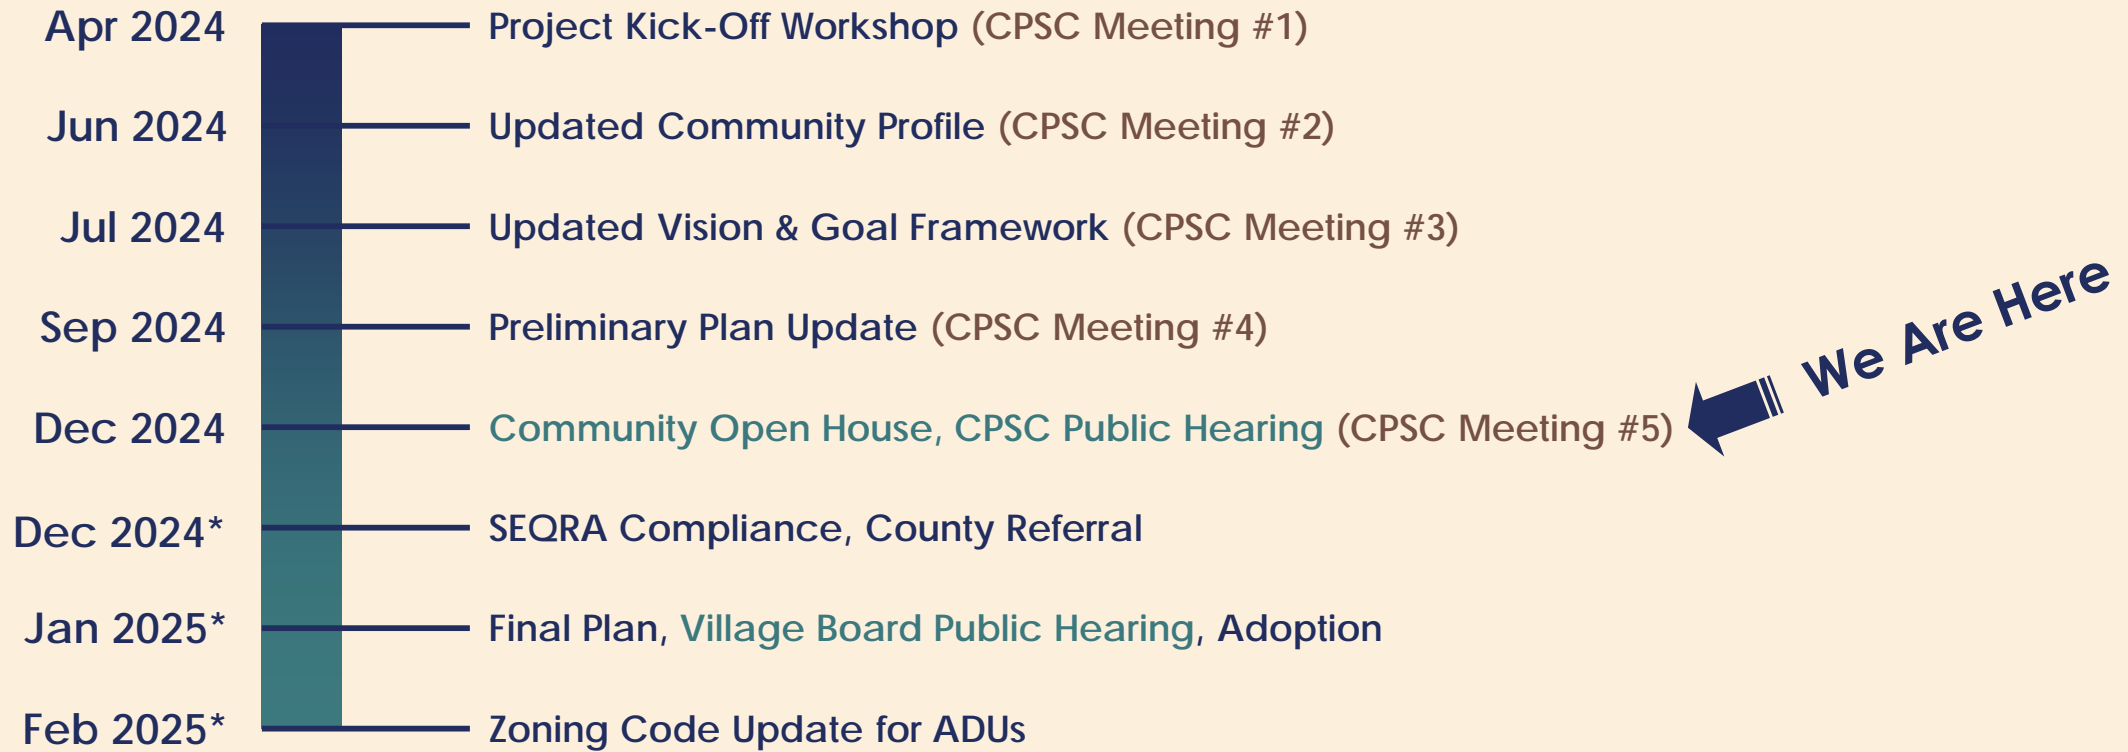 Apr 2024 Project Kick-Off Workshop (CPSC Meeting #1)
Jun 2024 Updated Community Profile (CPSC Meeting #2)
Jul 2024 Updated Vision & Goal Framework (CPSC Meeting #3)
Sep 2024 Preliminary Plan Update (CPSC Meeting #4)
Dec 2024 Community Open House, CPSC Public Hearing (CPSC Meeting #5)
We Are Here
Dec 2024* SEQRA Compliance, County Referral
Jan 2025* Final Plan, Village Board Public Hearing, Adoption
Feb 2025* Zoning Code Update for ADUs